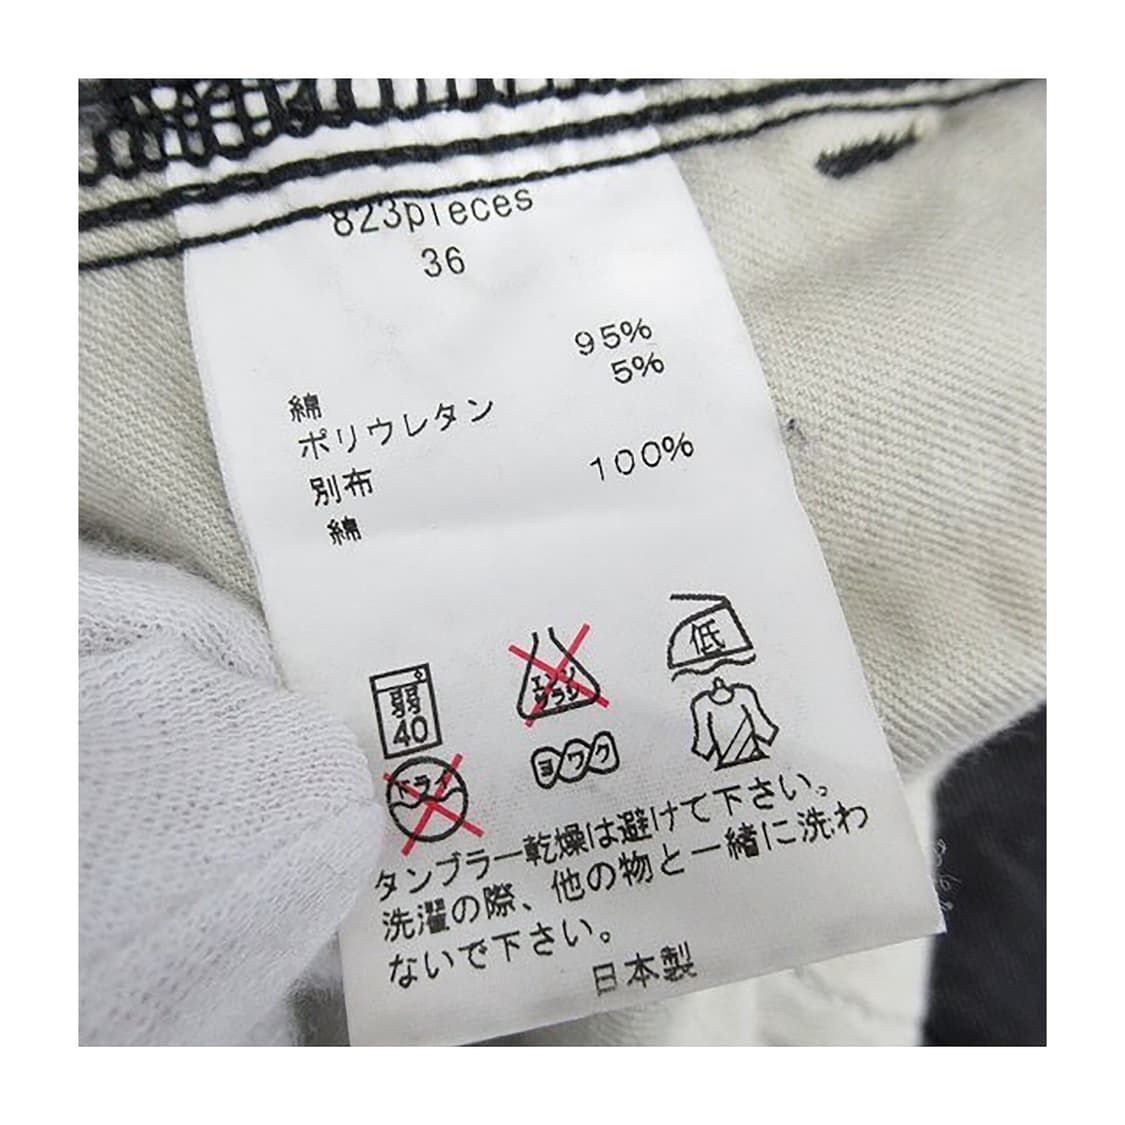 823pieces
36
綿 95%
ポリウレタン 5%
別布
綿 100%
弱
40
エンソ
サラシ
低
ドライ
ヨワク
タンブラー乾燥は避けて下さい。
洗濯の際、他の物と一緒に洗わ
ないで下さい。
日本製